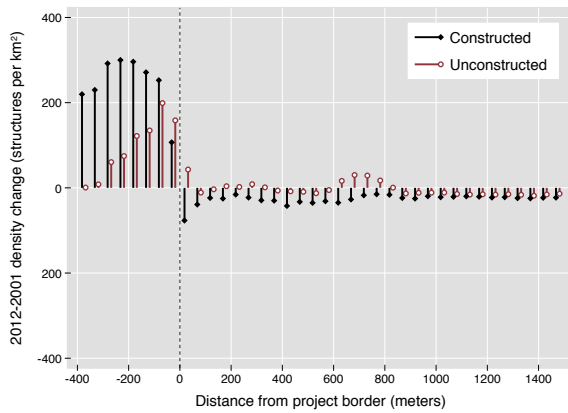 400
200
0
200
-400
2012-2001 density change (structures per km²)
Constructed
Unconstructed
-400 -200 0 200 400 600 800 1000 1200 1400
Distance from project border (meters)